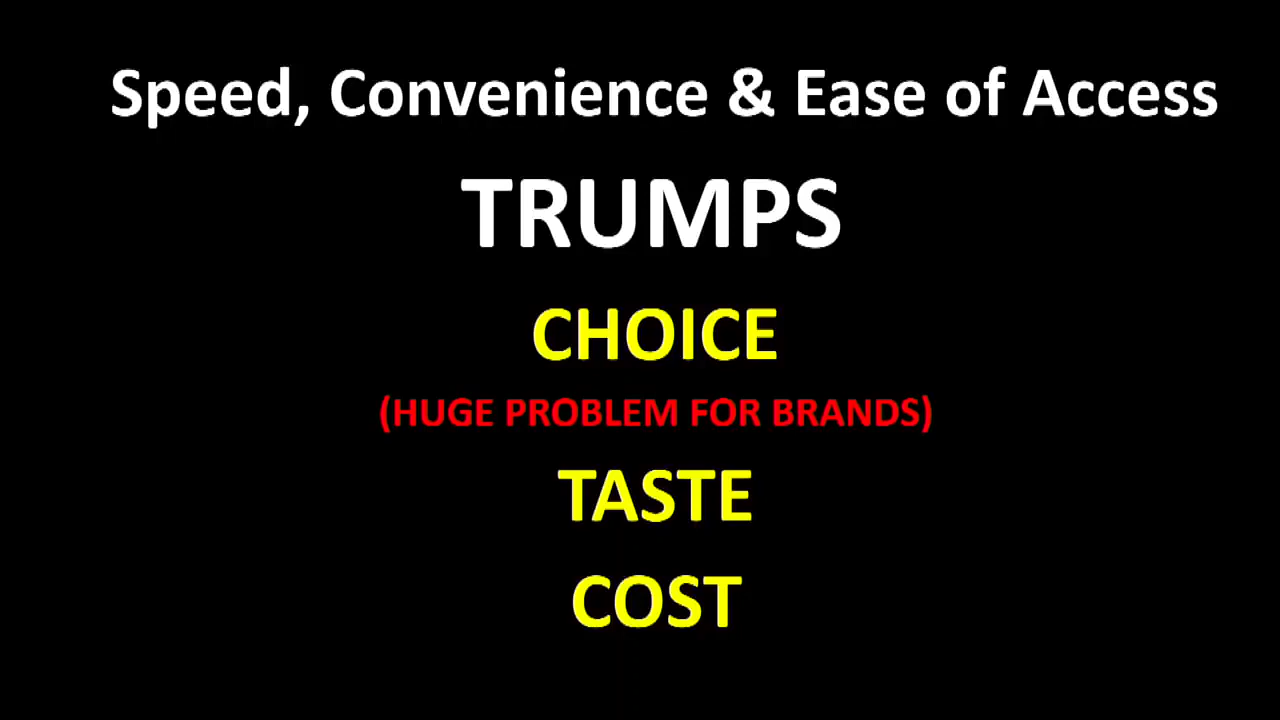 Speed, Convenience & Ease of Access
TRUMPS
CHOICE
(HUGE PROBLEM FOR BRANDS)
TASTE
COST